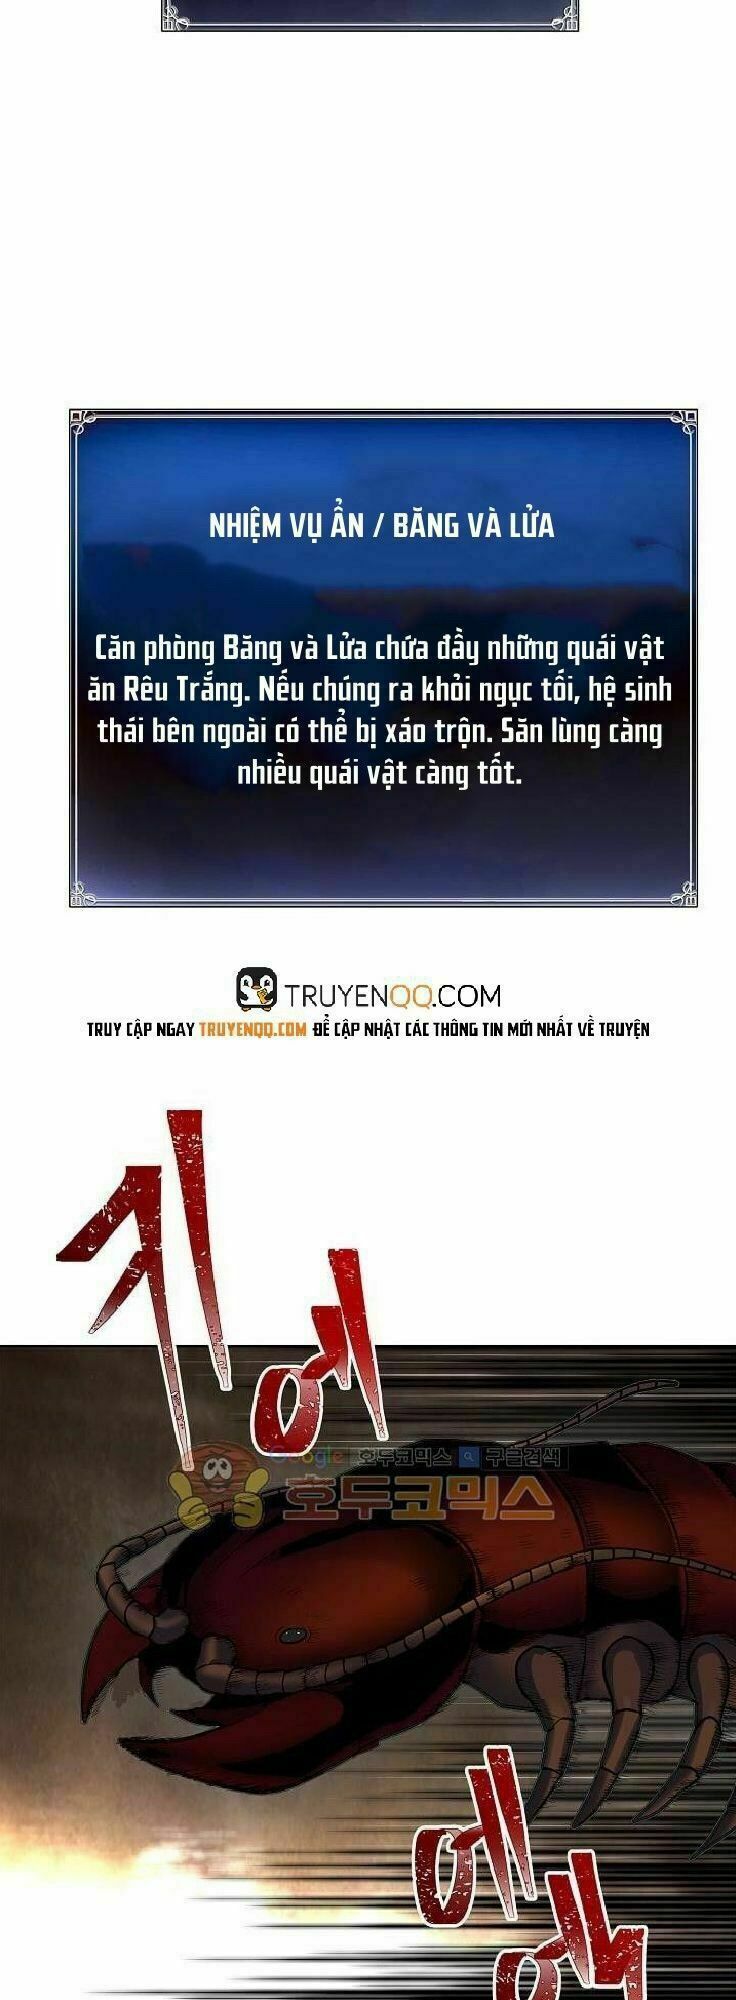 NHIỆM VỤ ẨN / BĂNG VÀ LỬA
Căn phòng Băng và Lửa chứa đầy những quái vật
ăn Rêu Trắng. Nếu chúng ra khỏi ngục tối, hệ sinh
thái bên ngoài có thể bị xáo trộn. Săn lùng càng
nhiều quái vật càng tốt.
TRUYENQQ.COM
TRUY CẬP NGAY TRUYENQQ.COM ĐỂ CẬP NHẬT CÁC THÔNG TIN MỚI NHẤT VỀ TRUYỆN
키
에
Google 호두코믹스 구글검색
호두코믹스
에
에